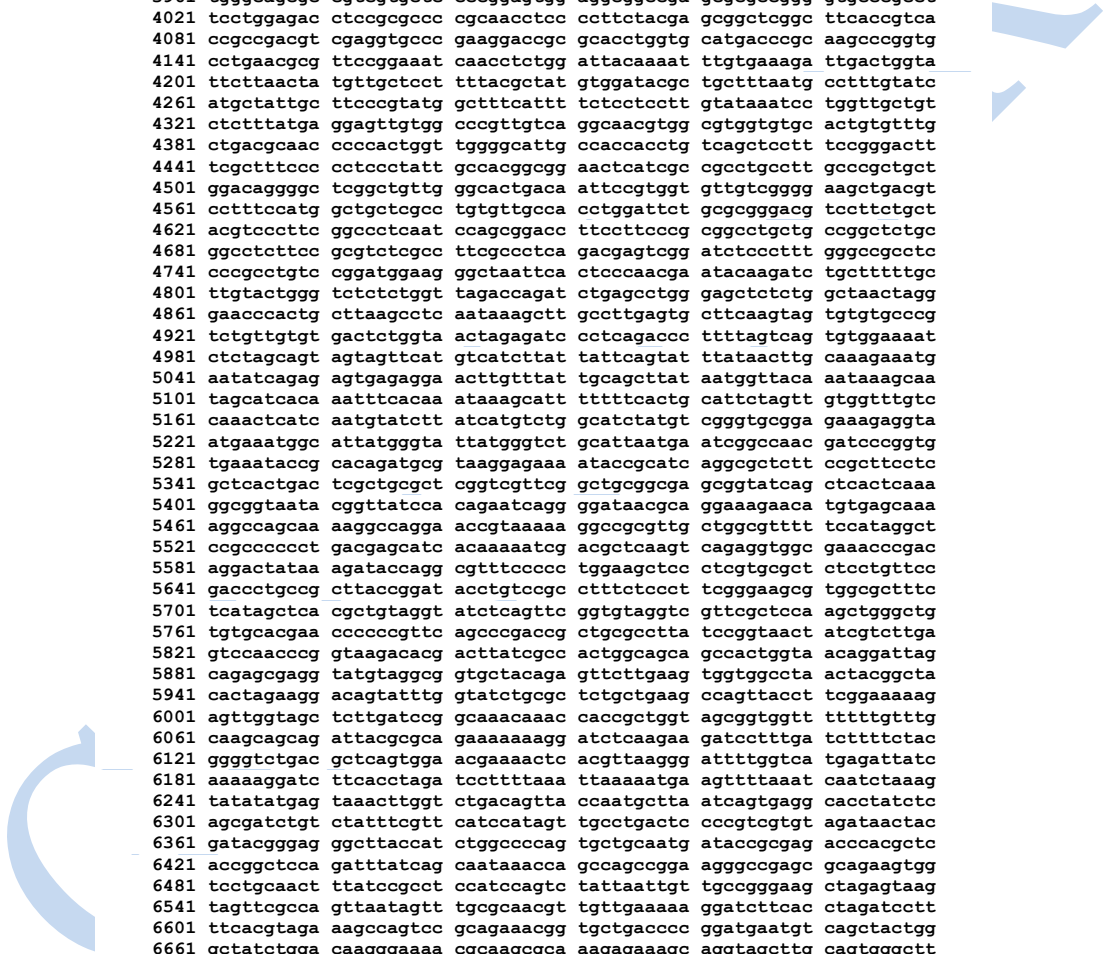 4021 tcctggagac ctccgcgccc cgcaacctcc ccttctacga gcggctcggc ttcaccgtca
4081 ccgccgacgt cgaggtgccc gaaggaccgc gcacctggtg catgacccgc aagcccggtg
4141 cctgaacgcg ttccggaaat caacctctgg attacaaaat ttgtgaaaga ttgactggta
4201 ttcttaacta tgttgctcct tttacgctat gtggatacgc tgctttaatg cctttgtatc
4261 atgctattgc ttcccgtatg gctttcattt tctcctcctt gtataaatcc tggttgctgt
4321 ctctttatga ggagttgtgg cccgttgtca ggcaacgtgg cgtggtgtgc actgtgtttg
4381 ctgacgcaac ccccactggt tggggcattg ccaccacctg tcagctcctt tccgggactt
4441 tcgctttccc cctccctatt gccacggcgg aactcatcgc cgcctgcctt gcccgctgct
4501 ggacaggggc tcggctgttg ggcactgaca attccgtggt gttgtcgggg aagctgacgt
4561 cctttccatg gctgctcgcc tgtgttgcca cctggattct gcgcgggacg tccttctgct
4621 acgtcccttc ggccctcaat ccagcggacc ttccttcccg cggcctgctg ccggctctgc
4681 ggcctcttcc gcgtctcgcc ttcgccctca gacgagtcgg atctcccttt gggccgcctc
4741 cccgcctgtc cggatggaag ggctaattca ctcccaacga atacaagatc tgctttttgc
4801 ttgtactggg tctctctggt tagaccagat ctgagcctgg gagctctctg gctaactagg
4861 gaacccactg cttaagcctc aataaagctt gccttgagtg cttcaagtag tgtgtgcccg
4921 tctgttgtgt gactctggta actagagatc cctcagaccc ttttagtcag tgtggaaaat
4981 ctctagcagt agtagttcat gtcatcttat tattcagtat ttataacttg caaagaaatg
5041 aatatcagag agtgagagga acttgtttat tgcagcttat aatggttaca aataaagcaa
5101 tagcatcaca aatttcacaa ataaagcatt tttttcactg cattctagtt gtggtttgtc
5161 caaactcatc aatgtatctt atcatgtctg gcatctatgt cgggtgcgga gaaagaggta
5221 atgaaatggc attatgggta ttatgggtct gcattaatga atcggccaac gatcccggtg
5281 tgaaataccg cacagatgcg taaggagaaa ataccgcatc aggcgctctt ccgcttcctc
5341 gctcactgac tcgctgcgct cggtcgttcg gctgcggcga gcggtatcag ctcactcaaa
5401 ggcggtaata cggttatcca cagaatcagg ggataacgca ggaaagaaca tgtgagcaaa
5461 aggccagcaa aaggccagga accgtaaaaa ggccgcgttg ctggcgtttt tccataggct
5521 ccgcccccct gacgagcatc acaaaaatcg acgctcaagt cagaggtggc gaaacccgac
5581 aggactataa agataccagg cgtttccccc tggaagctcc ctcgtgcgct ctcctgttcc
5641 gaccctgccg cttaccggat acctgtccgc ctttctccct tcgggaagcg tggcgctttc
5701 tcatagctca cgctgtaggt atctcagttc ggtgtaggtc gttcgctcca agctgggctg
5761 tgtgcacgaa ccccccgttc agcccgaccg ctgcgcctta tccggtaact atcgtcttga
5821 gtccaacccg gtaagacacg acttatcgcc actggcagca gccactggta acaggattag
5881 cagagcgagg tatgtaggcg gtgctacaga gttcttgaag tggtggccta actacggcta
5941 cactagaagg acagtatttg gtatctgcgc tctgctgaag ccagttacct tcggaaaaag
6001 agttggtagc tcttgatccg gcaaacaaac caccgctggt agcggtggtt tttttgtttg
6061 caagcagcag attacgcgca gaaaaaaagg atctcaagaa gatcctttga tcttttctac
6121 ggggtctgac gctcagtgga acgaaaactc acgttaaggg attttggtca tgagattatc
6181 aaaaaggatc ttcacctaga tccttttaaa ttaaaaatga agttttaaat caatctaaag
6241 tatatatgag taaacttggt ctgacagtta ccaatgctta atcagtgagg cacctatctc
6301 agcgatctgt ctatttcgtt catccatagt tgcctgactc cccgtcgtgt agataactac
6361 gatacgggag ggcttaccat ctggccccag tgctgcaatg ataccgcgag acccacgctc
6421 accggctcca gatttatcag caataaacca gccagccgga agggccgagc gcagaagtgg
6481 tcctgcaact ttatccgcct ccatccagtc tattaattgt tgccgggaag ctagagtaag
6541 tagttcgcca gttaatagtt tgcgcaacgt tgttgaaaaa ggatcttcac ctagatcctt
6601 ttcacgtaga aagccagtcc gcagaaacgg tgctgacccc ggatgaatgt cagctactgg
6661 gctatctgga caagggaaaa cgcaagcgca aagagaaagc aggtagcttg cagtgggctt